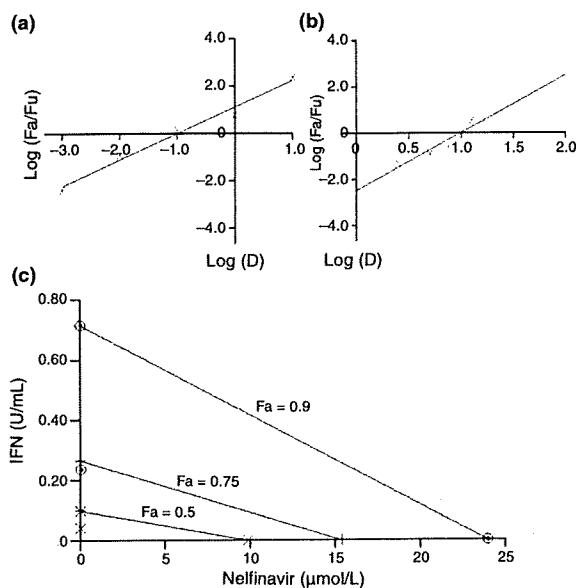 (a)
4.0
2.0
0
-2.0
-4.0
-3.0 -2.0 -1.0 1.0
Log (Fa/Fu)
Log (D)
(b)
4.0
2.0
0
-2.0
-4.0
0 0.5 1.0 1.5 2.0
Log (Fa/Fu)
Log (D)
(c)
0.80
0.60
0.40
0.20
0
IFN (U/mL)
Fa = 0.9
Fa = 0.75
Fa = 0.5
0 5 10 15 20 25
Nelfinavir (µmol/L)